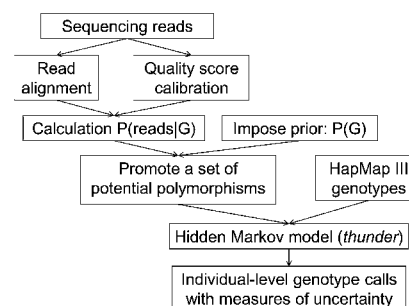 Sequencing reads
Read
alignment
Quality score
calibration
Calculation P(reads|G)
Impose prior: P(G)
Promote a set of
potential polymorphisms
HapMap III
genotypes
Hidden Markov model (thunder)
Individual-level genotype calls
with measures of uncertainty